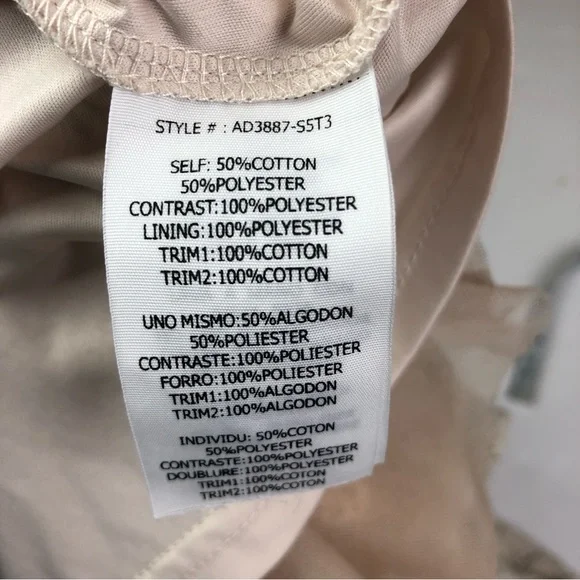 STYLE # : AD3887-S5T3
SELF: 50%COTTON
50%POLYESTER
CONTRAST:100%POLYESTER
LINING:100%POLYESTER
TRIM1:100%COTTON
TRIM2:100%COTTON
UNO MISMO:50%ALGODON
50%POLIESTER
CONTRASTE:100%POLIESTER
FORRO:100%POLIESTER
TRIM1:100%ALGODON
TRIM2:100%ALGODON
INDIVIDU: 50%COTON
50%POLYESTER
CONTRASTE:100%POLYESTER
DOUBLURE:100%POLYESTER
TRIM1:100%COTON
TRIM2:100%COTON